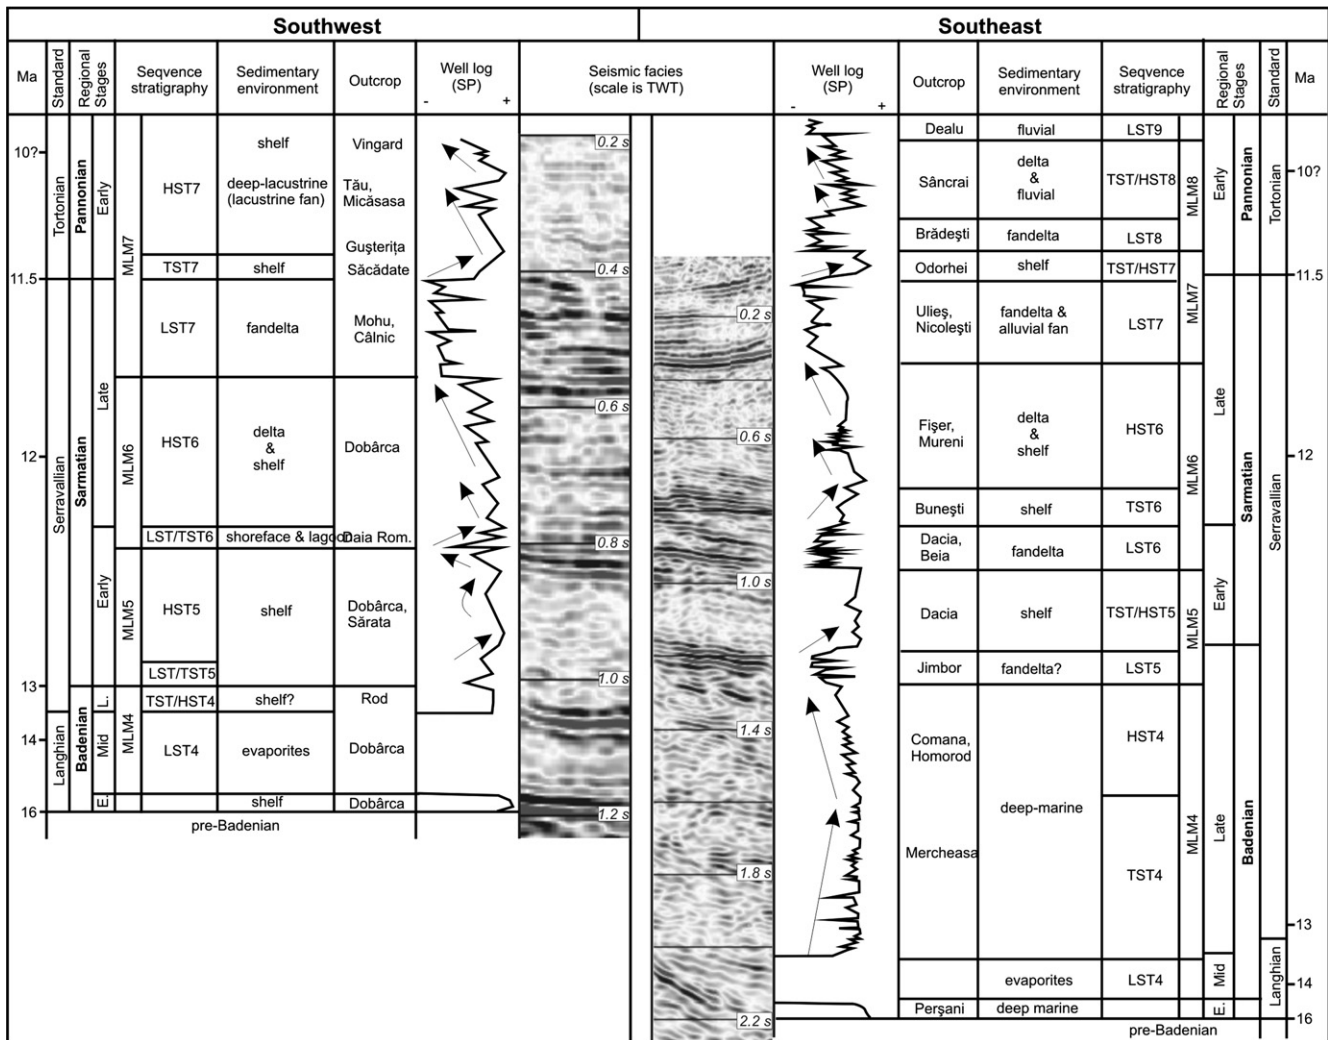 Southwest
Southeast
Ma
Standard
Regional
Stages
Seqvence
stratigraphy
Sedimentary
environment
Outcrop
Well log
(SP)
- +
Seismic facies
(scale is TWT)
Well log
(SP)
- +
Outcrop
Sedimentary
environment
Seqvence
stratigraphy
Regional
Stages
Standard
Ma
10?
11.5
12
13
14
16
Tortonian
Serravallian
Langhian
Pannonian
Sarmatian
Badenian
Early
Late
Early
L.
Mid
E.
MLM7
MLM6
MLM5
MLM4
HST7
TST7
LST7
HST6
LST/TST6
HST5
LST/TST5
TST/HST4
LST4
shelf
deep-lacustrine
(lacustrine fan)
shelf
fandelta
delta
&
shelf
shoreface & lagoon
shelf
shelf?
evaporites
shelf
pre-Badenian
Vingard
Tău,
Micăsasa
Guşteriţa
Săcădate
Mohu,
Câlnic
Dobârca
Daia Rom.
Dobârca,
Sărata
Rod
Dobârca
Dobârca
0.2 s
0.4 s
0.6 s
0.8 s
1.0 s
1.2 s
0.2 s
0.6 s
1.0 s
1.4 s
1.8 s
2.2 s
Dealu
Sâncrai
Brădeşti
Odorhei
Ulieş,
Nicoleşti
Fişer,
Mureni
Buneşti
Dacia,
Beia
Dacia
Jimbor
Comana,
Homorod
Mercheasa
Perşani
fluvial
delta
&
fluvial
fandelta
shelf
fandelta &
alluvial fan
delta
&
shelf
shelf
fandelta
shelf
fandelta?
deep-marine
evaporites
deep marine
LST9
TST/HST8
LST8
TST/HST7
LST7
HST6
TST6
LST6
TST/HST5
LST5
HST4
TST4
LST4
MLM8
MLM7
MLM6
MLM5
MLM4
Early
Late
Early
Late
Mid
E.
Pannonian
Sarmatian
Badenian
Tortonian
Serravallian
Langhian
10?
11.5
12
13
14
16
pre-Badenian